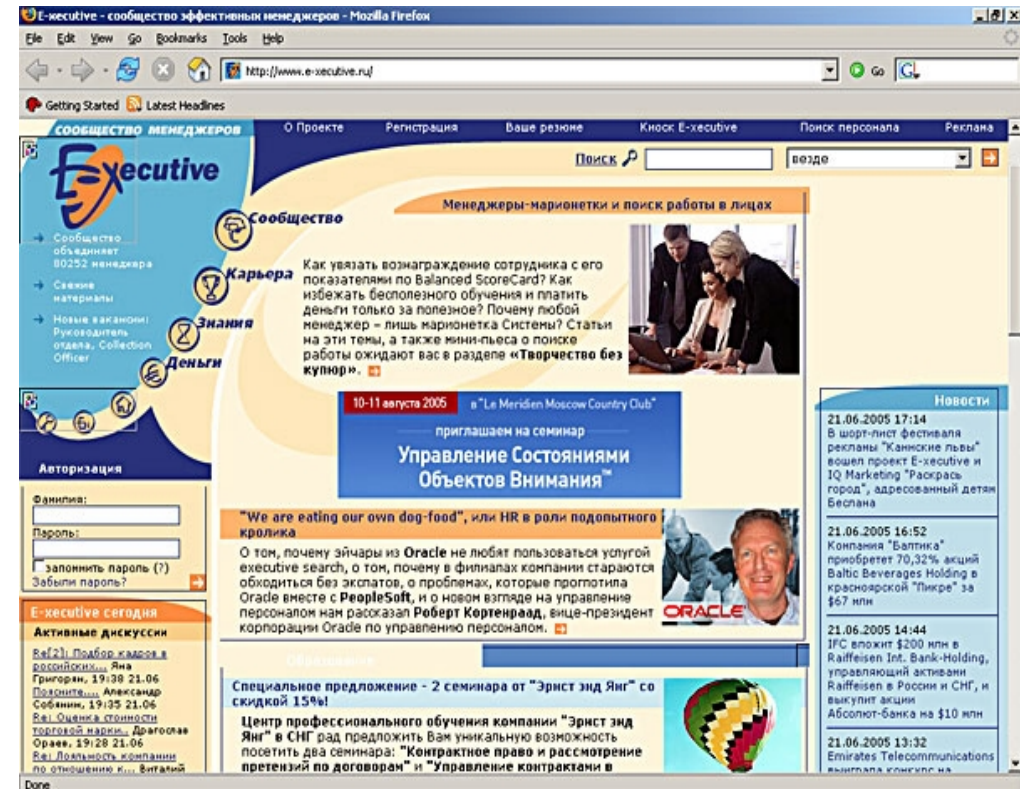 E-xecutive - сообщество эффективных менеджеров - Mozilla Firefox
File Edit View Go Bookmarks Tools Help
http://www.e-xecutive.ru/
Go
Getting Started Latest Headlines
СООБЩЕСТВО МЕНЕДЖЕРОВ
О Проекте Регистрация Ваше резюме Киоск E-xecutive Поиск персонала Реклама
Поиск везде
E-xecutive
Сообщество объединяет 80252 менеджера
Свежие материалы
Новые вакансии: Руководитель отдела, Collection Officer
Сообщество
Карьера
Знания
Деньги
Авторизация
Фамилия:
Пароль:
запомнить пароль (?)
Забыли пароль?
E-xecutive сегодня
Активные дискуссии
Re[2]: Подбор кадров в
российских... Яна
Григорян, 19:38 21.06
Поясните.... Александр
Собянин, 19:35 21.06
Re: Оценка стоимости
торговой марки.. Драгослав
Ораев, 19:28 21.06
Re: Лояльность компании
по отношению к... Виталий
Менеджеры-марионетки и поиск работы в лицах
Как увязать вознаграждение сотрудника с его
показателями по Balanced ScoreCard? Как
избежать бесполезного обучения и платить
деньги только за полезное? Почему любой
менеджер – лишь марионетка Системы? Статьи
на эти темы, а также мини-пьеса о поиске
работы ожидают вас в разделе «Творчество без
купюр».
10-11 августа 2005 в "Le Meridien Moscow Country Club"
приглашаем на семинар
Управление Состояниями
Объектов Внимания™
"We are eating our own dog-food", или HR в роли подопытного
кролика
О том, почему эйчары из Oracle не любят пользоваться услугой
executive search, о том, почему в филиалах компании стараются
обходиться без экспатов, о проблемах, которые проглотила
Oracle вместе с PeopleSoft, и о новом взгляде на управление
персоналом нам рассказал Роберт Кортенраад, вице-президент
корпорации Oracle по управлению персоналом.
ORACLE
Образование
Специальное предложение - 2 семинара от "Эрнст энд Янг" со
скидкой 15%!
Центр профессионального обучения компании "Эрнст энд
Янг" в СНГ рад предложить Вам уникальную возможность
посетить два семинара: "Контрактное право и рассмотрение
претензий по договорам" и "Управление контрактами в
Новости
21.06.2005 17:14
В шорт-лист фестиваля
рекламы "Каннские львы"
вошел проект E-xecutive и
IQ Marketing "Раскрась
город", адресованный детям
Беслана
21.06.2005 16:52
Компания "Балтика"
приобретет 70,32% акций
Baltic Beverages Holding в
красноярской "Пикре" за
$67 млн
21.06.2005 14:44
IFC вложит $200 млн в
Raiffeisen Int. Bank-Holding,
управляющий активами
Raiffeisen в России и СНГ, и
выкупит акции
Абсолют-банка на $10 млн
21.06.2005 13:32
Emirates Telecommunications
выиграла конкурс на
Done